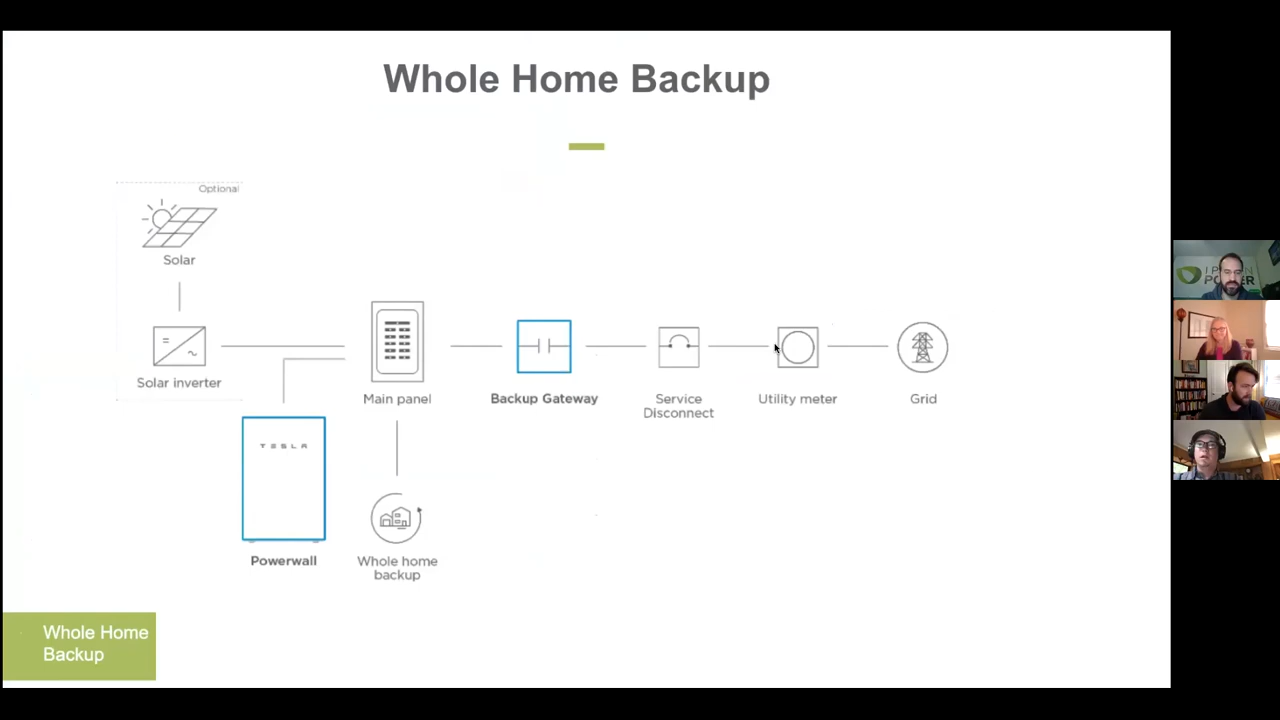 Whole Home Backup
Optional
Solar
Solar inverter
Main panel
Backup Gateway
Service
Disconnect
Utility meter
Grid
TESLA
Powerwall
Whole home
backup
Whole Home
Backup